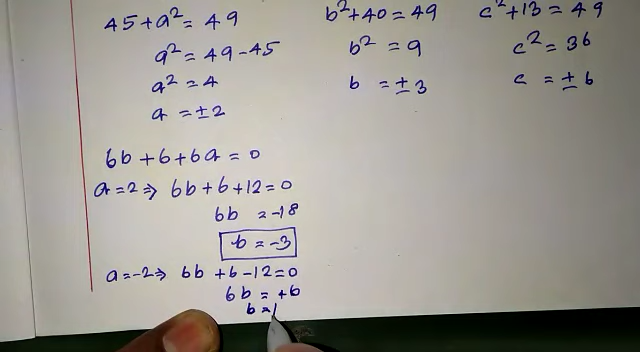 45+a²=49
a²=49-45
a²=4
a=±2
b²+40=49
b²=9
b=±3
c²+13=49
c²=36
c=±6
6b+6+6a=0
a=2⇒ 6b+6+12=0
6b=-18
b=-3
a=-2⇒ 6b+6-12=0
6b=+6
b=1